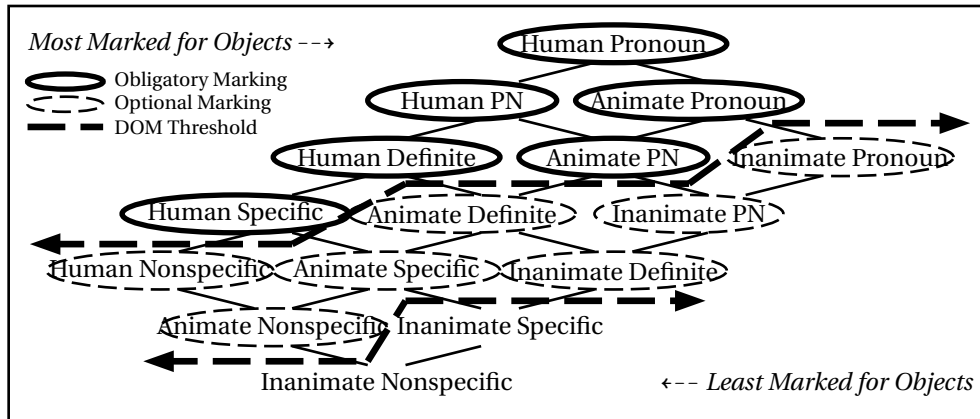 Most Marked for Objects --→
Human Pronoun
Obligatory Marking
Optional Marking
DOM Threshold
Human PN
Animate Pronoun
Human Definite
Animate PN
Inanimate Pronoun
Human Specific
Animate Definite
Inanimate PN
Human Nonspecific
Animate Specific
Inanimate Definite
Animate Nonspecific
Inanimate Specific
Inanimate Nonspecific
←-- Least Marked for Objects